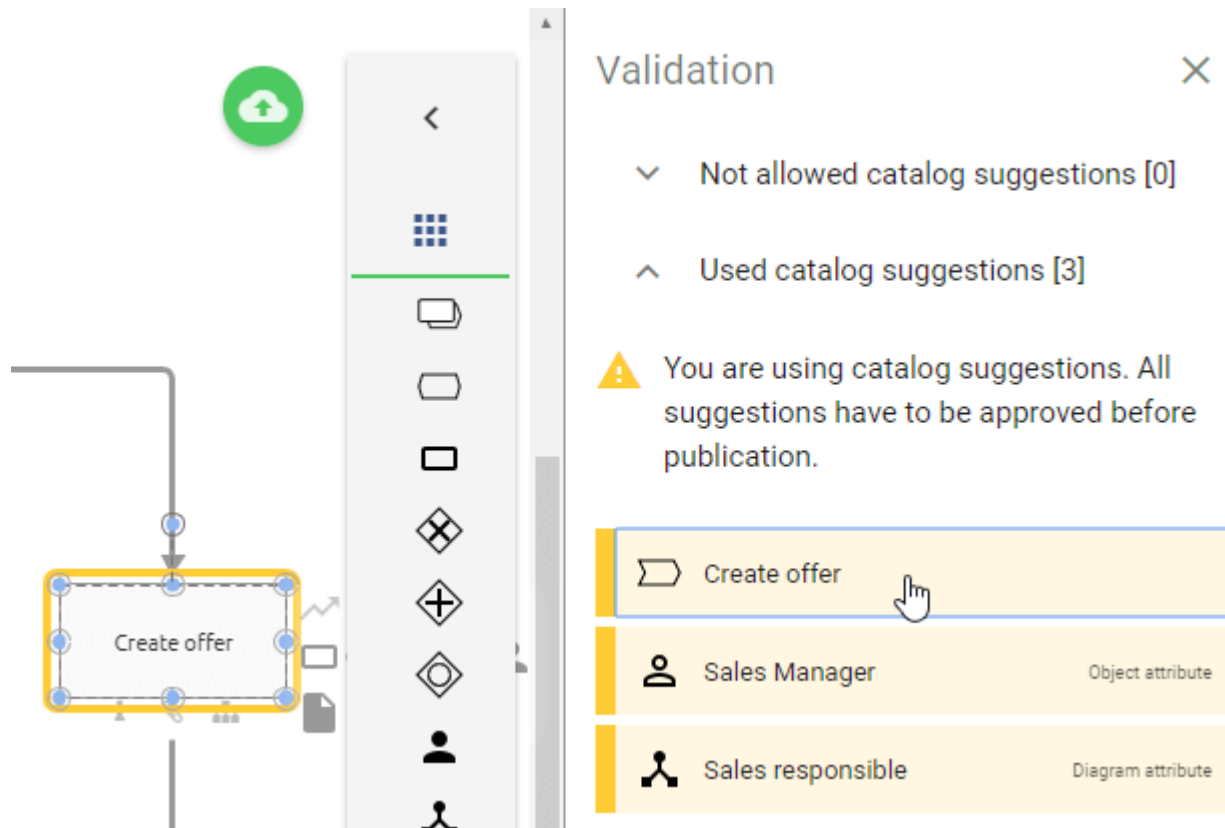 Validation
Not allowed catalog suggestions [0]
Used catalog suggestions [3]
You are using catalog suggestions. All
suggestions have to be approved before
publication.
Create offer
Create offer
Sales Manager
Object attribute
Sales responsible
Diagram attribute